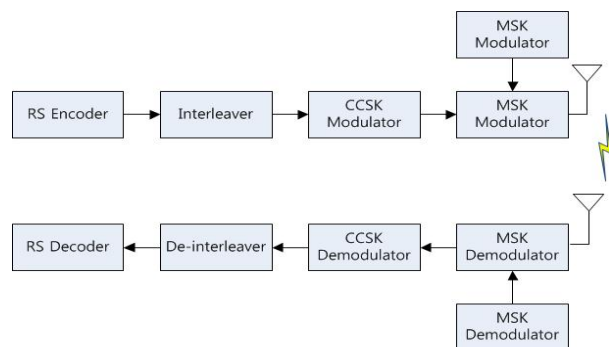 MSK
Modulator
RS Encoder
Interleaver
CCSK
Modulator
MSK
Modulator
RS Decoder
De-interleaver
CCSK
Demodulator
MSK
Demodulator
MSK
Demodulator